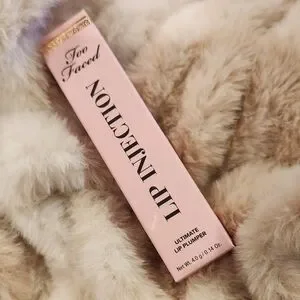 Too
Faced
LIP INJECTION
ULTIMATE
LIP PLUMPER
Net Wt. 4.0 g / 0.14 Oz.